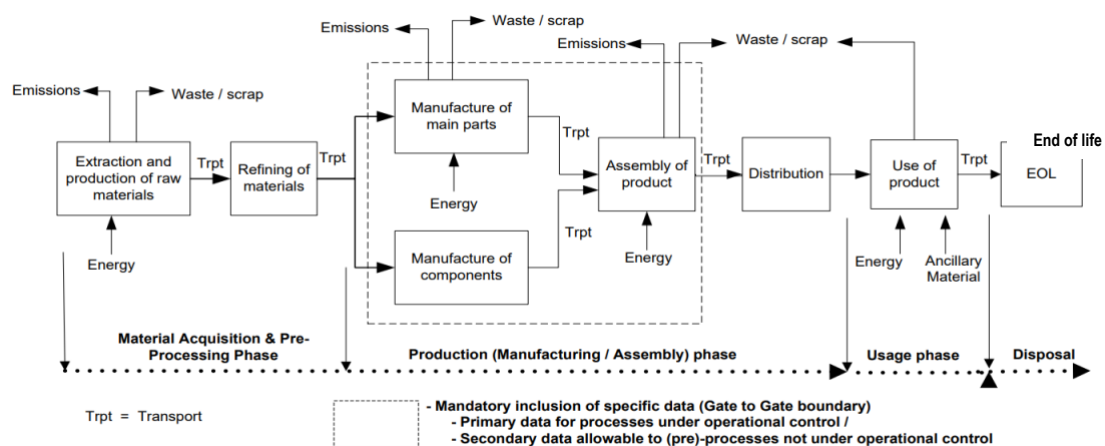 Emissions
Waste / scrap
Emissions
Waste / scrap
Emissions
Waste / scrap
Extraction and
production of raw
materials
Trpt
Refining of
materials
Trpt
Manufacture of
main parts
Trpt
Energy
Manufacture of
components
Trpt
Assembly of
product
Trpt
Energy
Distribution
Use of
product
Trpt
End of life
EOL
Energy
Energy
Ancillary
Material
Material Acquisition & Pre-
Processing Phase
Production (Manufacturing / Assembly) phase
Usage phase
Disposal
Trpt = Transport
- Mandatory inclusion of specific data (Gate to Gate boundary)
- Primary data for processes under operational control /
- Secondary data allowable to (pre)-processes not under operational control